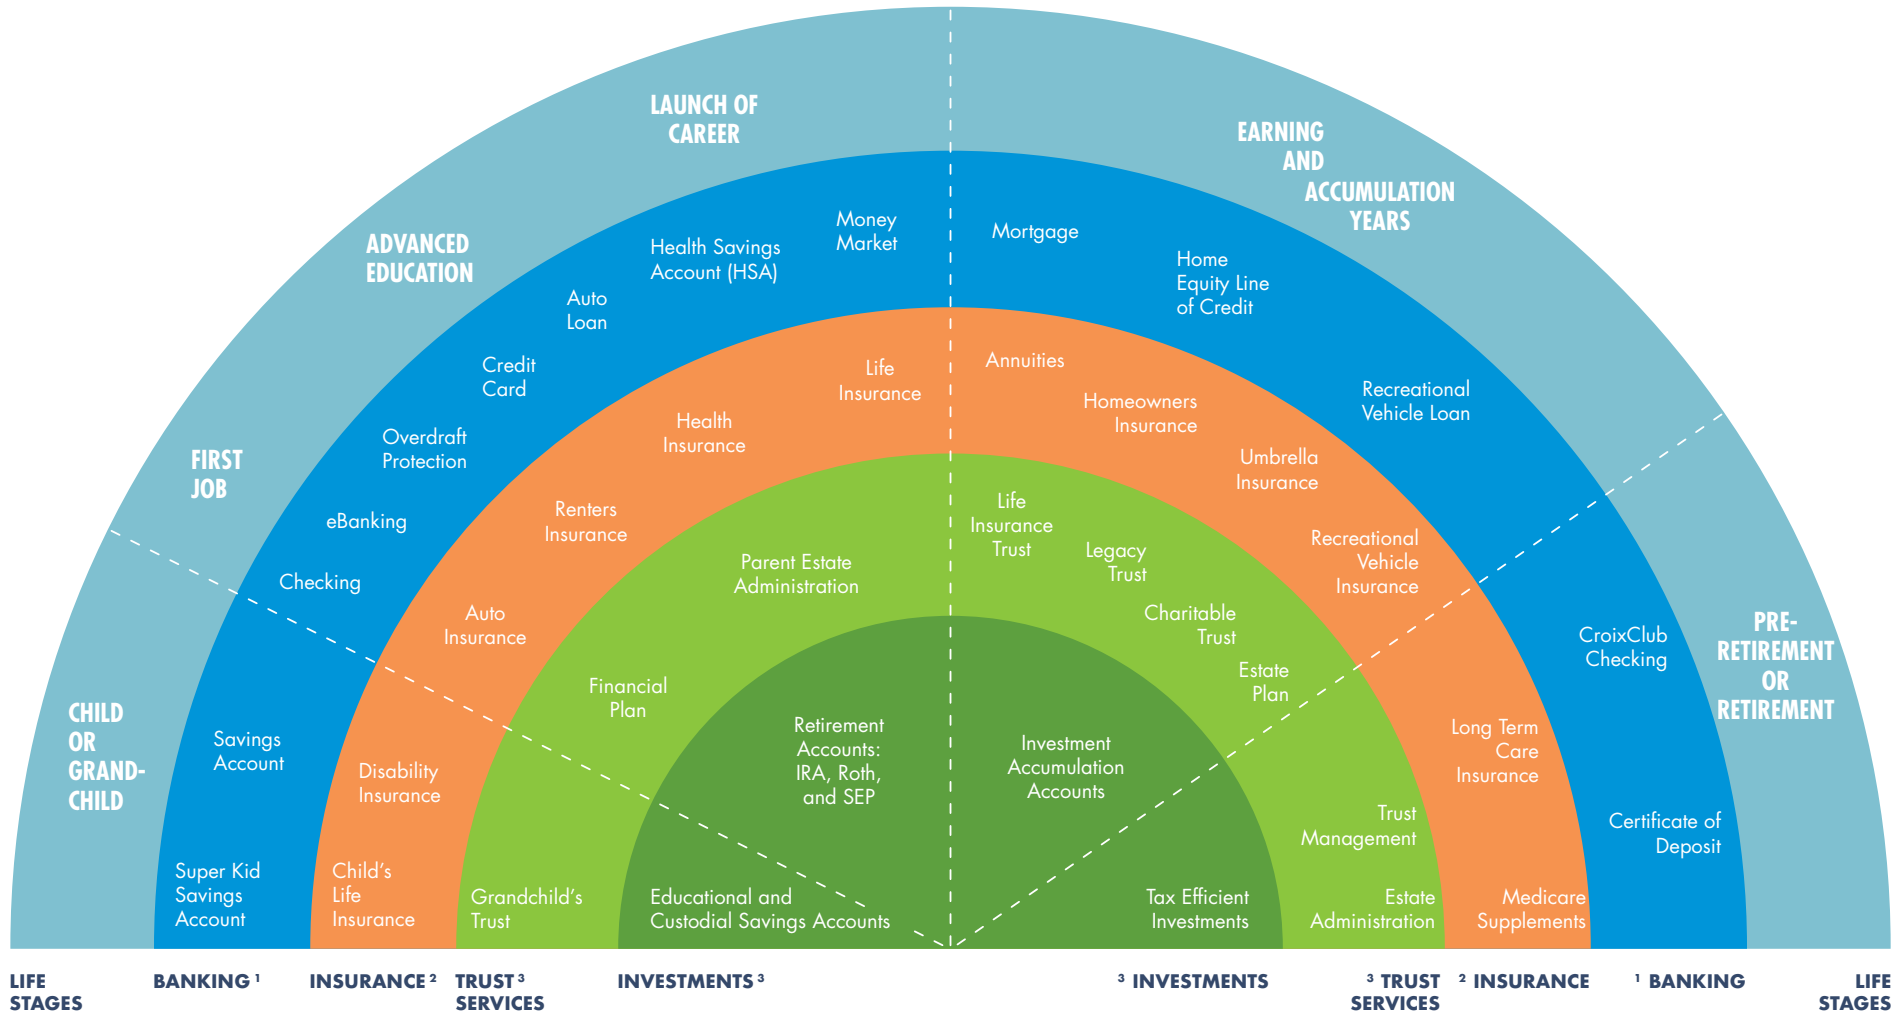 LAUNCH OF
CAREER
EARNING
AND
ACCUMULATION
YEARS
ADVANCED
EDUCATION
FIRST
JOB
CHILD
OR
GRAND-
CHILD
PRE-
RETIREMENT
OR
RETIREMENT
Money
Market
Health Savings
Account (HSA)
Auto
Loan
Credit
Card
Overdraft
Protection
eBanking
Checking
Savings
Account
Super Kid
Savings
Account
Mortgage
Home
Equity Line
of Credit
Recreational
Vehicle Loan
CroixClub
Checking
Certificate of
Deposit
Life
Insurance
Health
Insurance
Renters
Insurance
Auto
Insurance
Disability
Insurance
Child's
Life
Insurance
Annuities
Homeowners
Insurance
Umbrella
Insurance
Recreational
Vehicle
Insurance
Long Term
Care
Insurance
Medicare
Supplements
Parent Estate
Administration
Financial
Plan
Grandchild's
Trust
Life
Insurance
Trust
Legacy
Trust
Charitable
Trust
Estate
Plan
Trust
Management
Estate
Administration
Retirement
Accounts:
IRA, Roth,
and SEP
Investment
Accumulation
Accounts
Educational and
Custodial Savings Accounts
Tax Efficient
Investments
LIFE
STAGES
BANKING ¹
INSURANCE ²
TRUST ³
SERVICES
INVESTMENTS ³
³ INVESTMENTS
³ TRUST
SERVICES
² INSURANCE
¹ BANKING
LIFE
STAGES